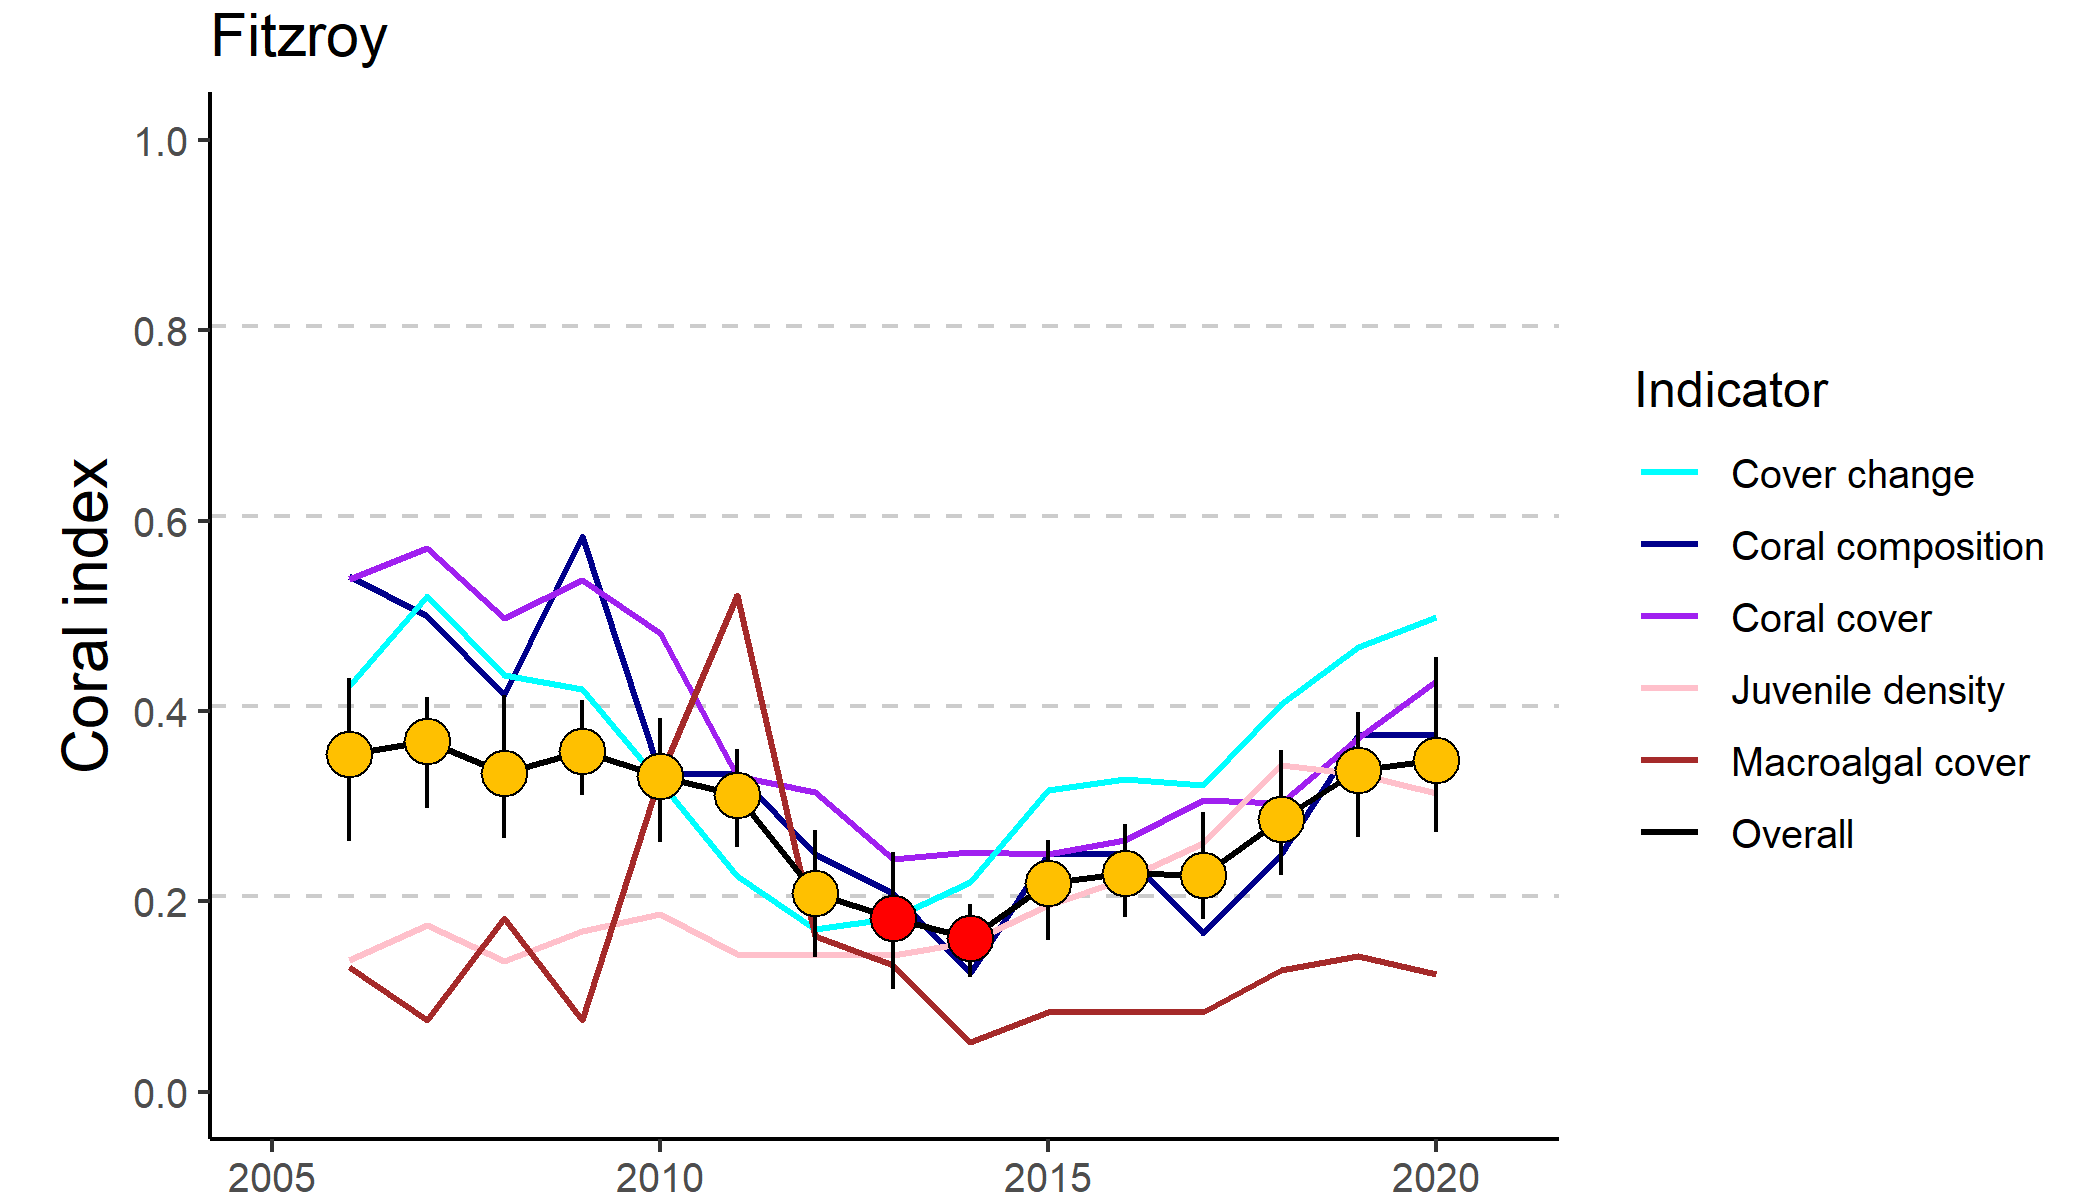 Fitzroy
1.0
0.8
0.6
0.4
0.2
0.0
Coral index
2005 2010 2015 2020
Indicator
Cover change
Coral composition
Coral cover
Juvenile density
Macroalgal cover
Overall